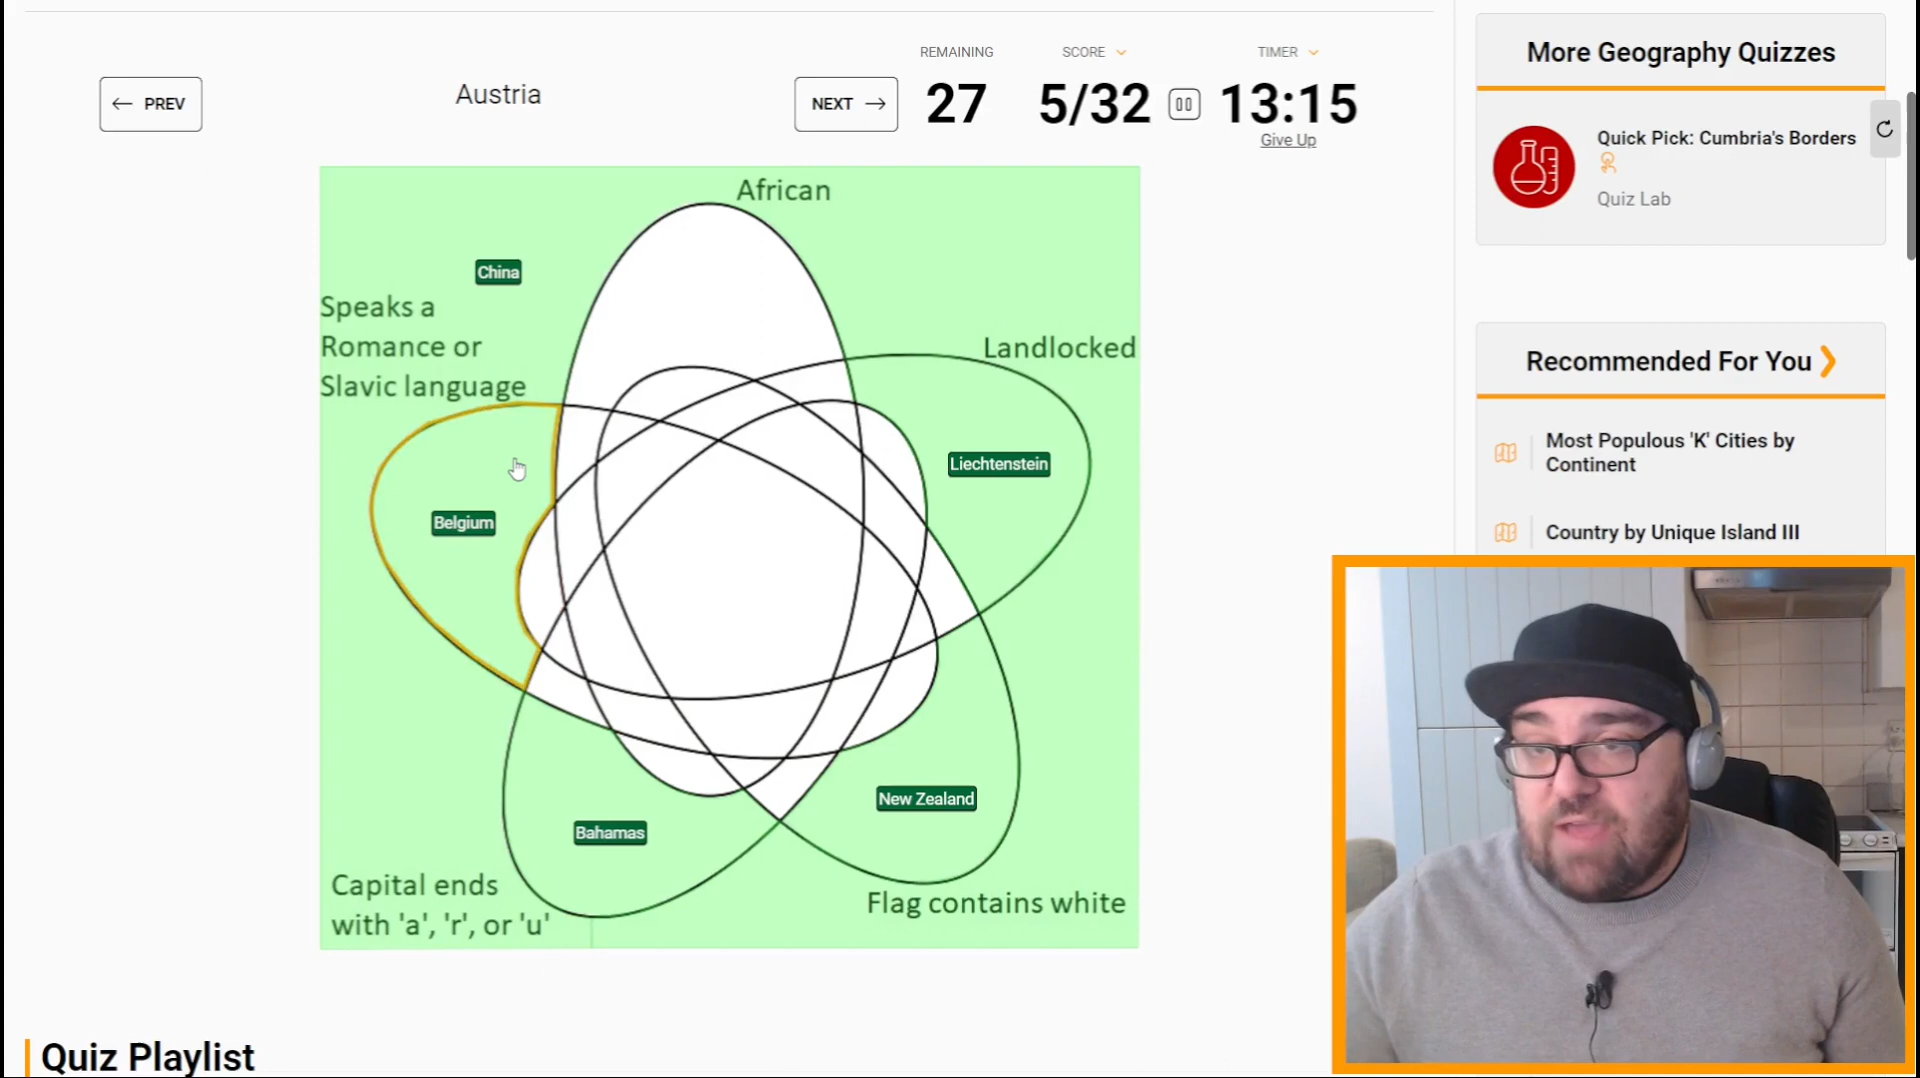 REMAINING
SCORE
TIMER
PREV
Austria
NEXT
27
5/32
13:15
Give Up
African
China
Speaks a
Romance or
Slavic language
Landlocked
Liechtenstein
Belgium
New Zealand
Bahamas
Capital ends
with 'a', 'r', or 'u'
Flag contains white
Quiz Playlist
More Geography Quizzes
Quick Pick: Cumbria's Borders
Quiz Lab
Recommended For You
Most Populous 'K' Cities by
Continent
Country by Unique Island III